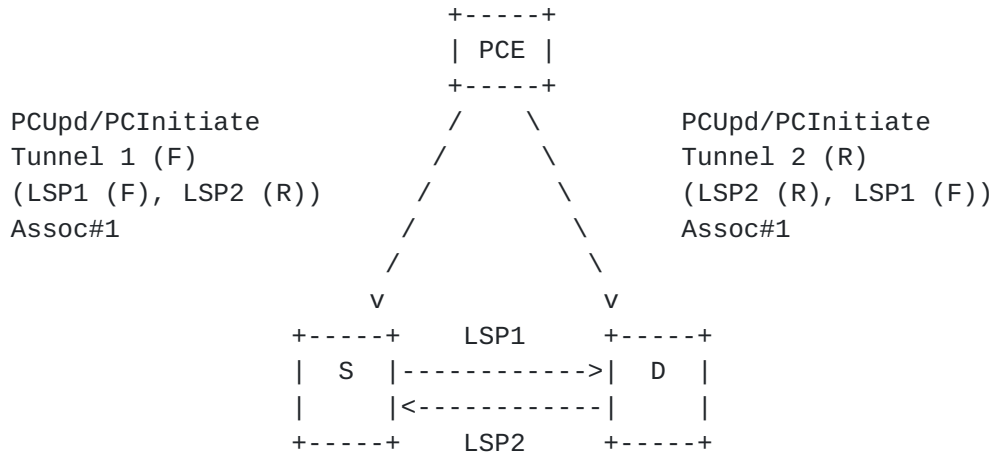 PCE
PCUpd/PCInitiate PCUpd/PCInitiate
Tunnel 1 (F) Tunnel 2 (R)
(LSP1 (F), LSP2 (R)) (LSP2 (R), LSP1 (F))
Assoc#1 Assoc#1
v v
LSP1
S D
LSP2